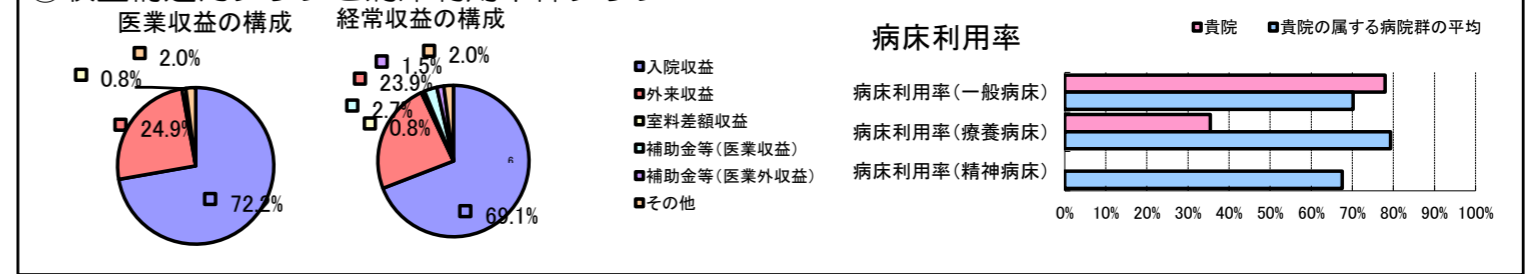 医業収益の構成
2.0%
0.8%
24.9%
72.2%
経常収益の構成
2.0%
1.5%
23.9%
2.7%
0.8%
69.1%
入院収益
外来収益
室料差額収益
補助金等(医業収益)
補助金等(医業外収益)
その他
病床利用率
貴院
貴院の属する病院群の平均
病床利用率(一般病床)
病床利用率(療養病床)
病床利用率(精神病床)
0% 10% 20% 30% 40% 50% 60% 70% 80% 90% 100%